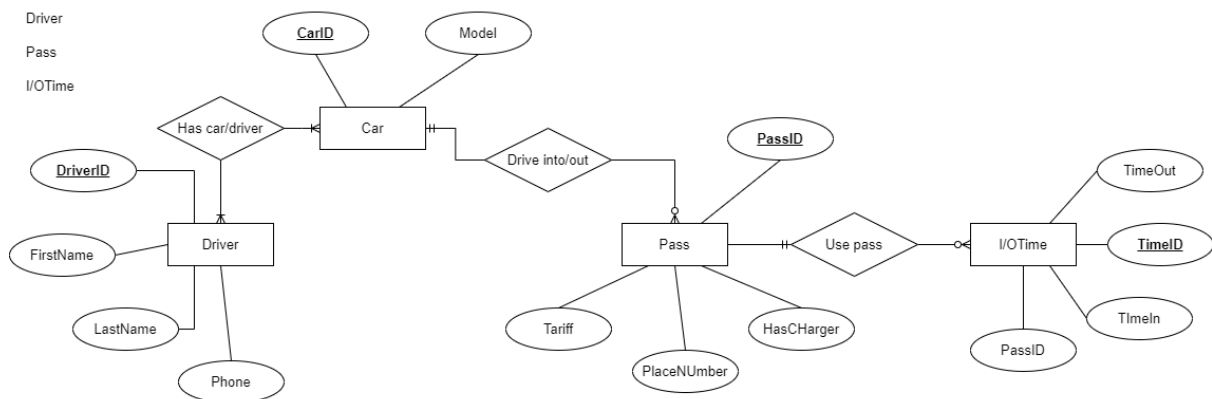 Driver
Pass
I/OTime
CarID
Model
Has car/driver
Car
Drive into/out
PassID
DriverID
TimeOut
FirstName
Driver
Pass
Use pass
I/OTime
TimeID
LastName
Tariff
HasCHarger
TImeIn
PlaceNUmber
PassID
Phone